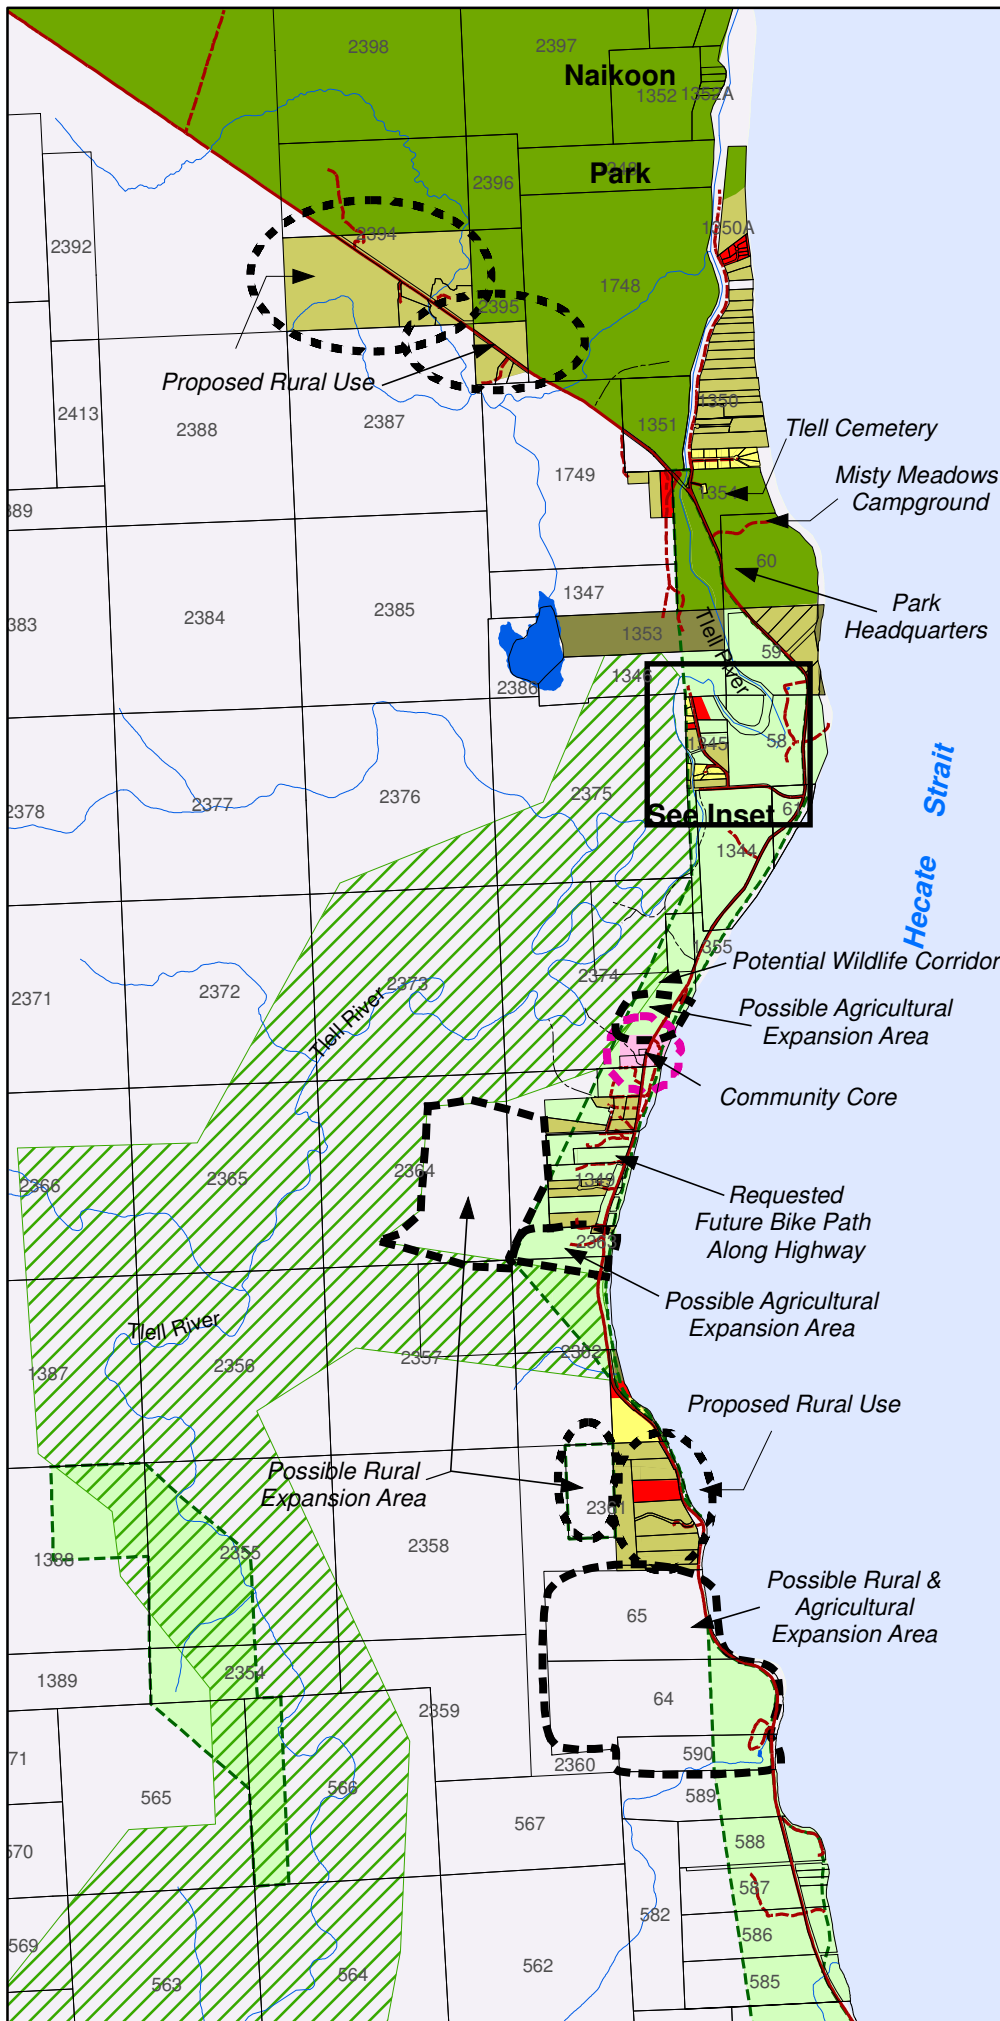 2398
2397
Naikoon
1352
1352A
Park
2396
2394
2392
1350A
1748
2395
Proposed Rural Use
2413
2388
2387
1351
1350
Tlell Cemetery
1749
1354
Misty Meadows
Campground
389
60
1347
2384
2385
383
1353
Park
Headquarters
Tlell River
59
1346
2386
58
1345
2378
2377
2376
2375
See Inset
61
1344
Hecate Strait
1355
Potential Wildlife Corridor
2371
2372
2373
2374
Possible Agricultural
Expansion Area
Tlell River
Community Core
2366
2365
2364
1349
Requested
Future Bike Path
Along Highway
2363
Possible Agricultural
Expansion Area
Tlell River
1387
2356
2357
2362
Proposed Rural Use
Possible Rural
Expansion Area
2361
2358
1388
2355
Possible Rural &
Agricultural
Expansion Area
65
1389
2354
64
2359
71
2360
590
565
566
589
567
588
570
587
582
569
586
563
564
562
585